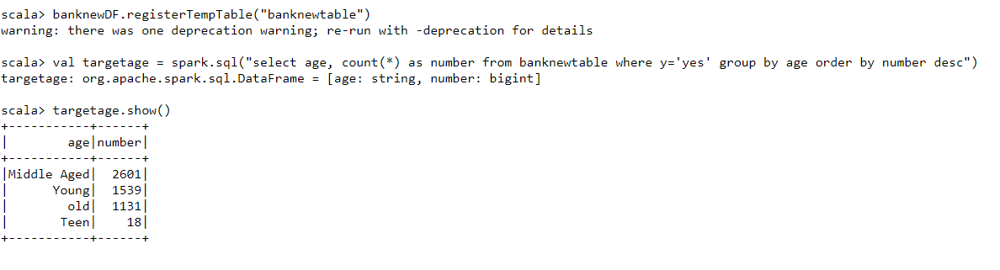 scala> banknewDF.registerTempTable("banknewtable")
warning: there was one deprecation warning; re-run with -deprecation for details
scala> val targetage = spark.sql("select age, count(*) as number from banknewtable where y='yes' group by age order by number desc")
targetage: org.apache.spark.sql.DataFrame = [age: string, number: bigint]
scala> targetage.show()
+-----------+------+
|        age|number|
+-----------+------+
|Middle Aged|  2601|
|      Young|  1539|
|        old|  1131|
|       Teen|    18|
+-----------+------+